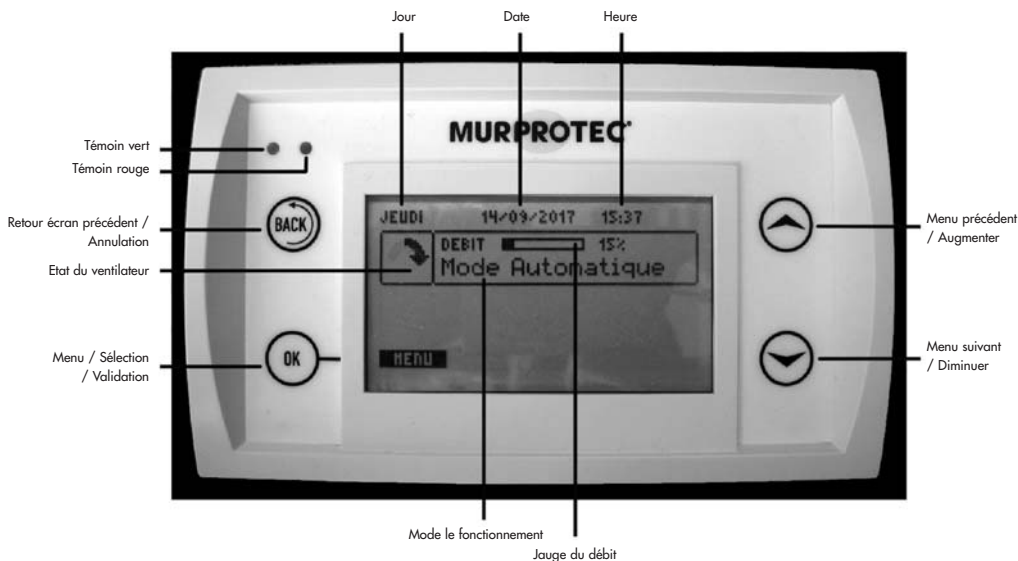 Jour
Date
Heure
MURPROTEC
Témoin vert
Témoin rouge
JEUDI 14/09/2017 15:37
Retour écran précédent /
Annulation
BACK
Menu précédent
/ Augmenter
DEBIT 15%
Mode Automatique
Etat du ventilateur
Menu / Sélection
/ Validation
OK
MENU
Menu suivant
/ Diminuer
Mode le fonctionnement
Jauge du débit